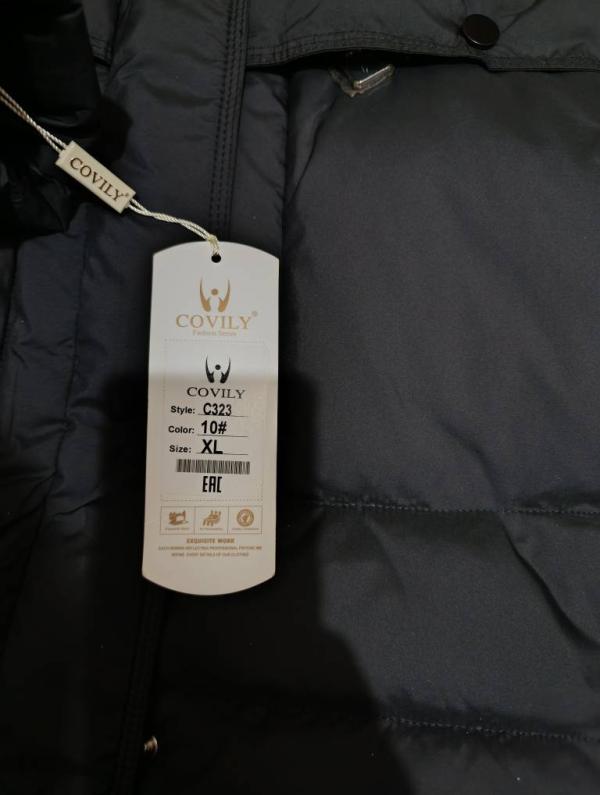 COVILY®
COVILY®
Fashion Series
COVILY
Style: C323
Color: 10#
Size: XL
EAC
EXQUISITE WORK